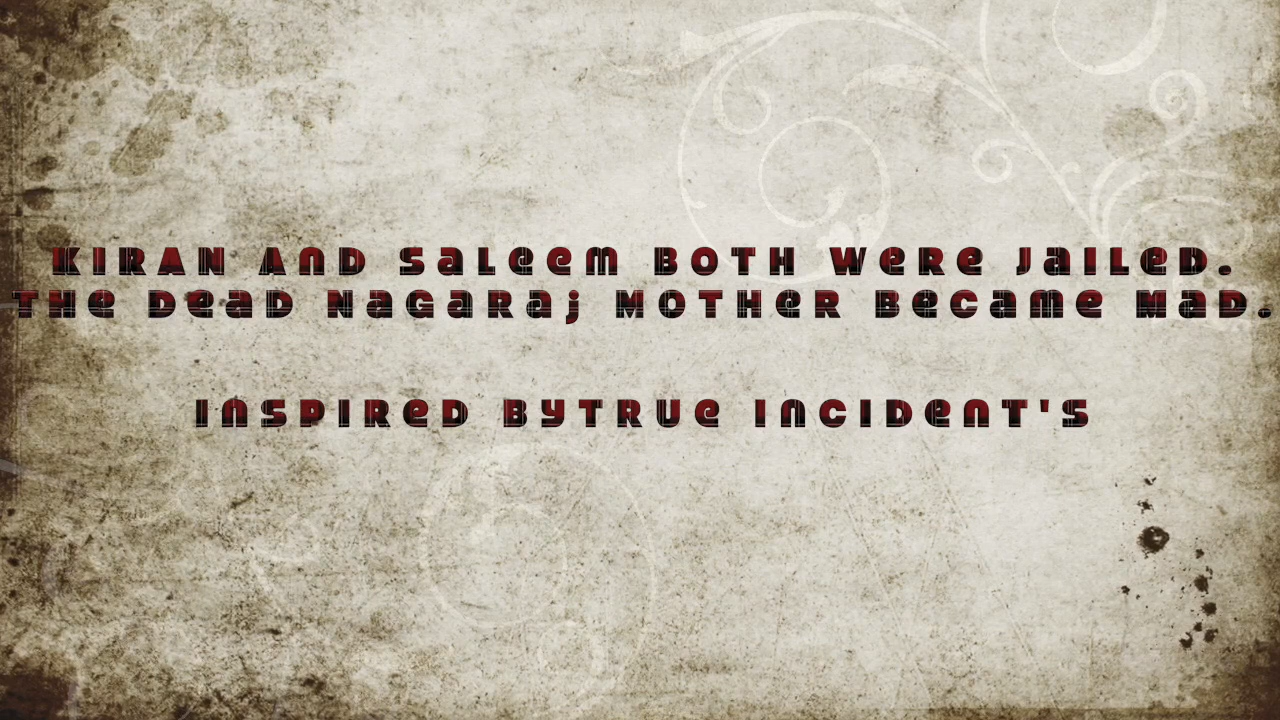 KIRAN AND SaLeem BOTH WeRe JaILeD.
THe DeaD NaGaRaj MOTHeR BeCame MaD.
INSPIReD BYTRUe INCIDeNT'S